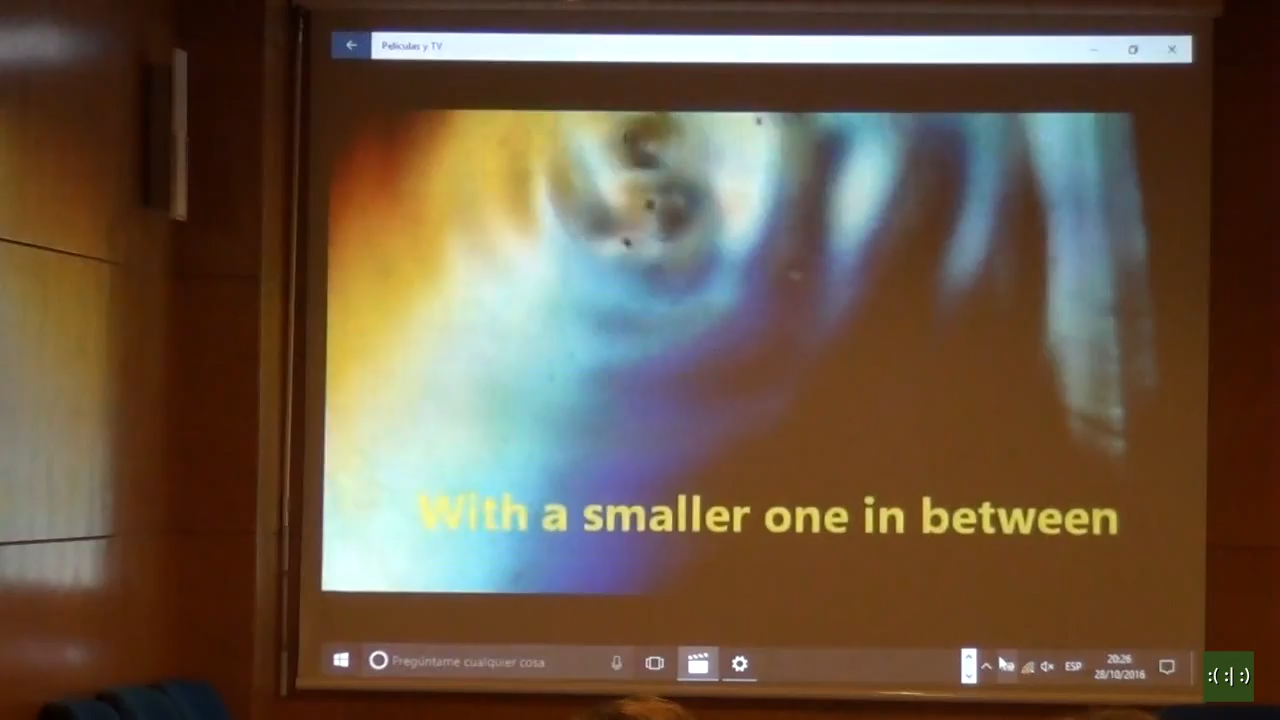 Películas y TV
With a smaller one in between
Pregúntame cualquier cosa
ESP
20:26
28/10/2016
:( :| :)